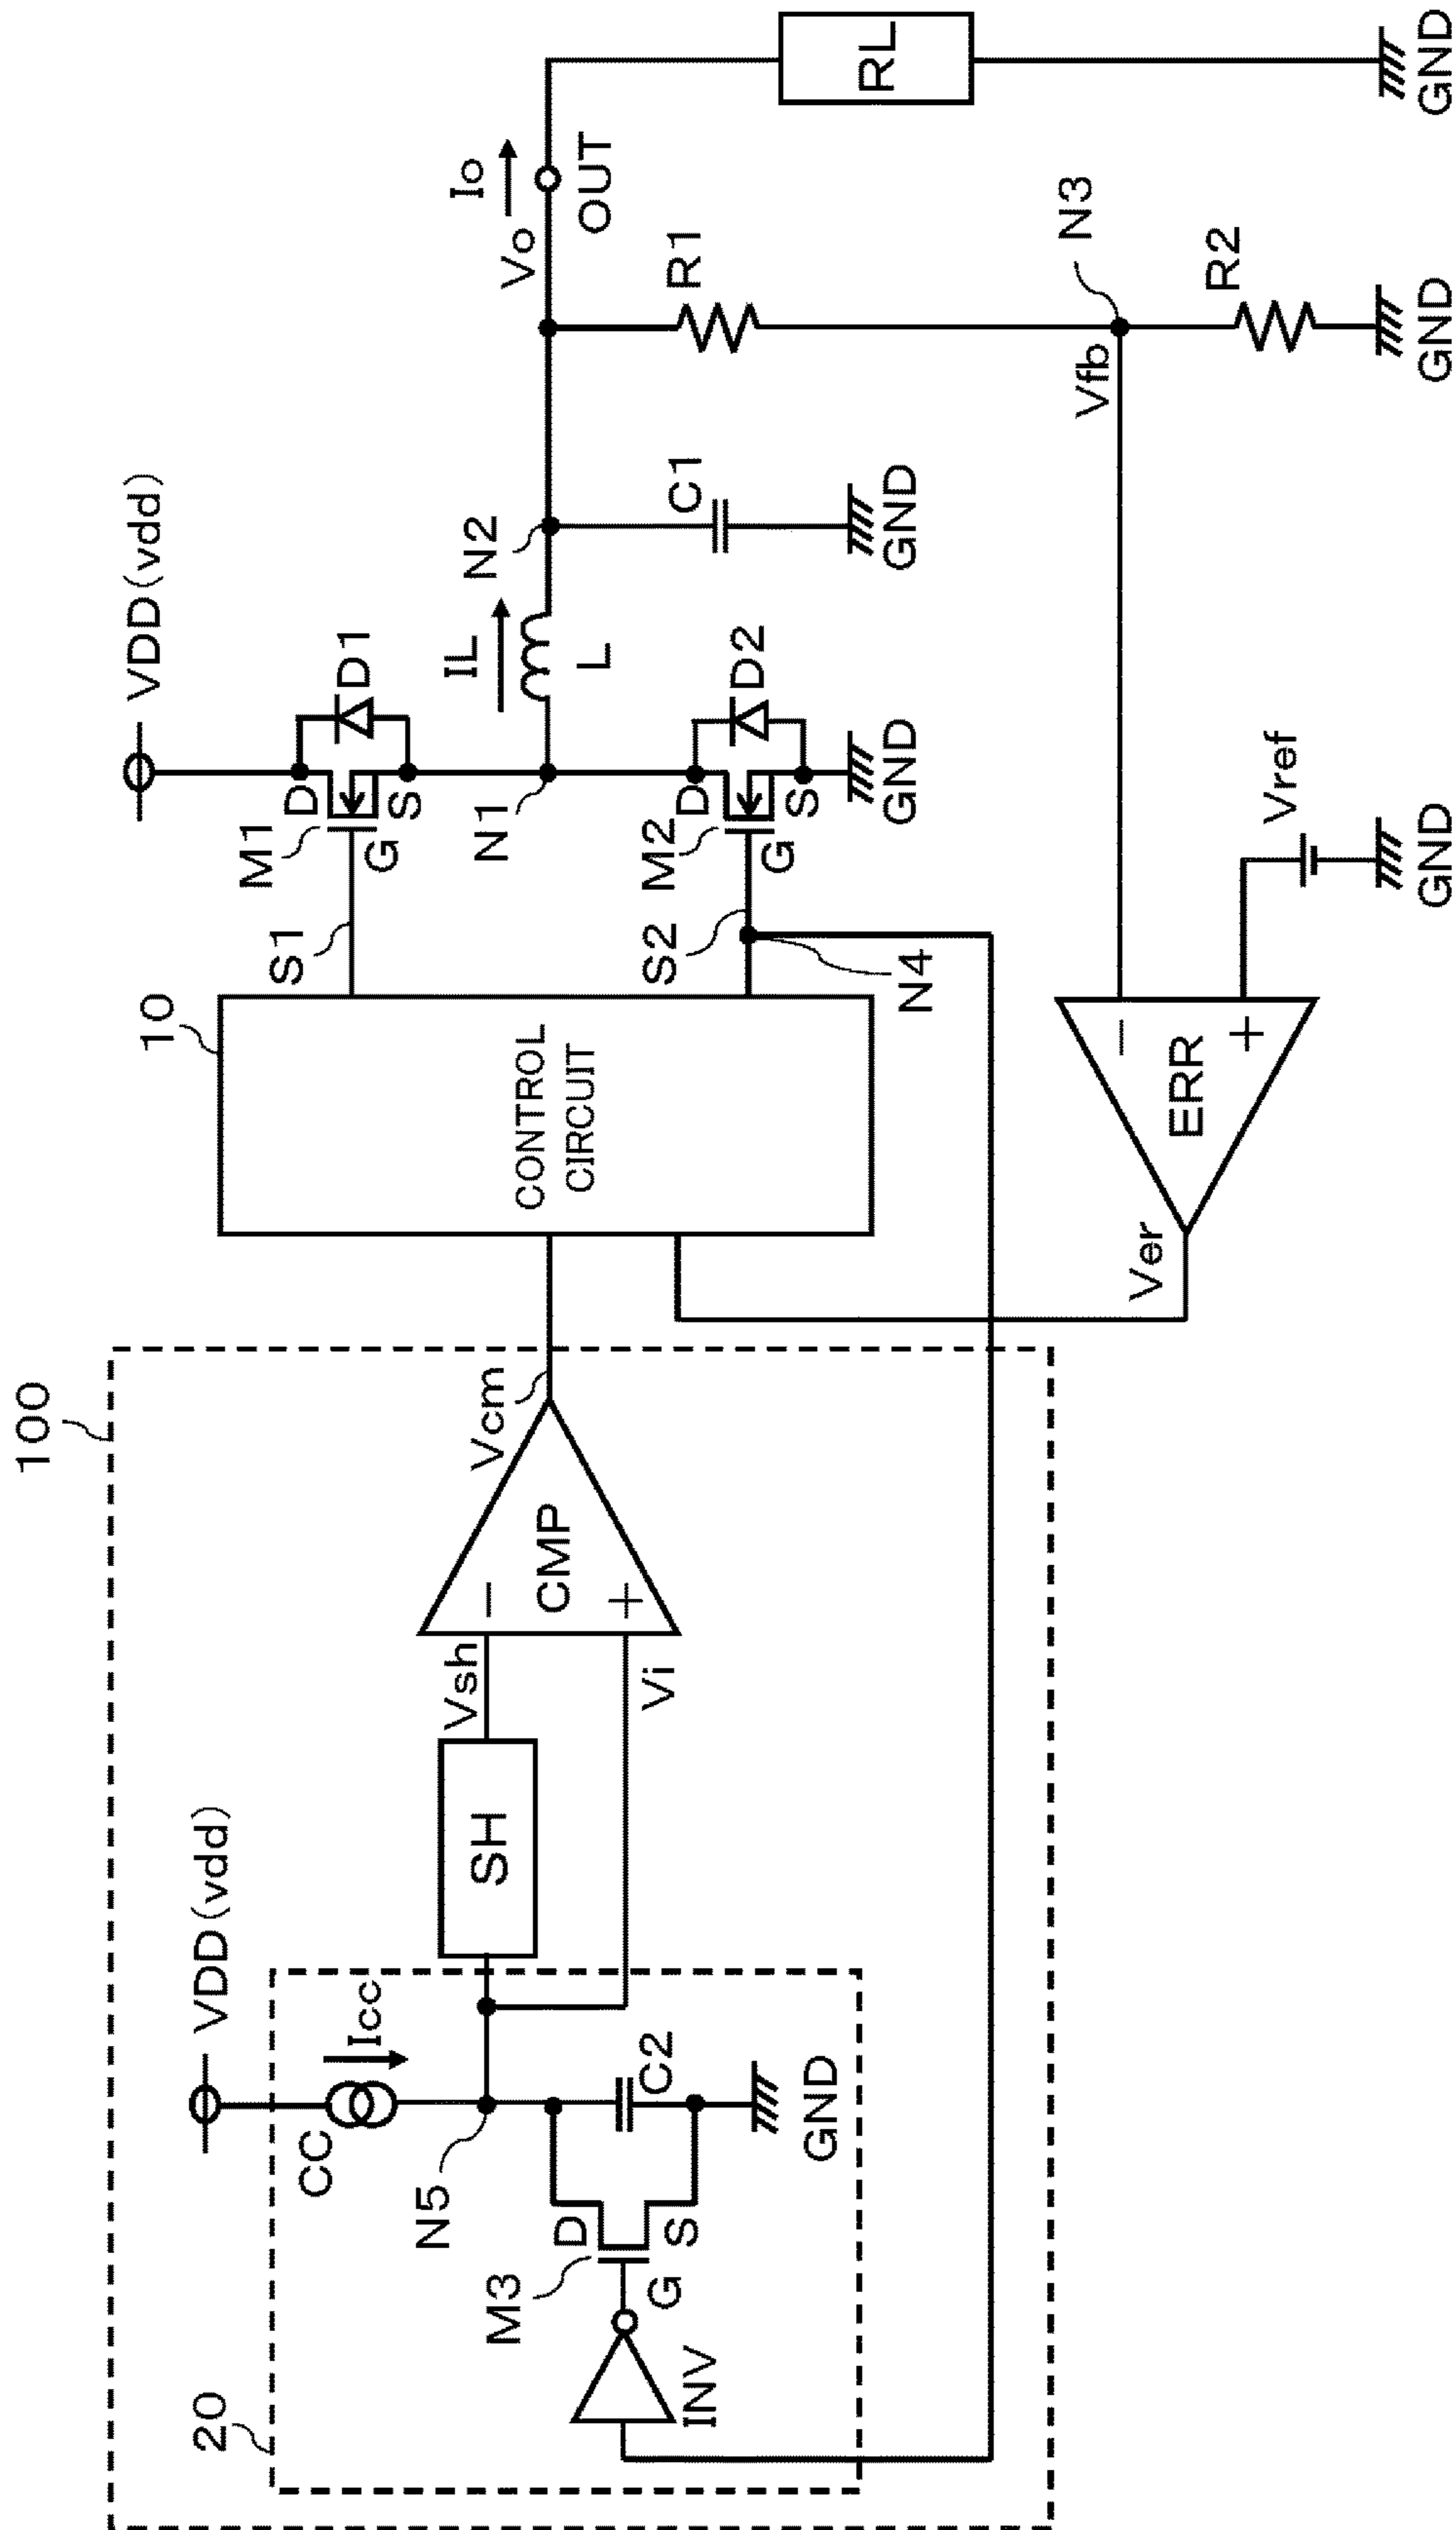 100
VDD(vdd)
20
CC
Icc
N5
M3
D
S
G
INV
C2
GND
SH
Vsh
Vi
−
+
CMP
Vcm
10
CONTROL
CIRCUIT
S1
S2
N4
VDD(vdd)
M1
D
S
G
D1
N1
M2
D
S
G
D2
GND
IL
L
N2
C1
GND
Vo
Io
OUT
R1
RL
GND
N3
Vfb
R2
GND
Vref
GND
−
+
ERR
Ver